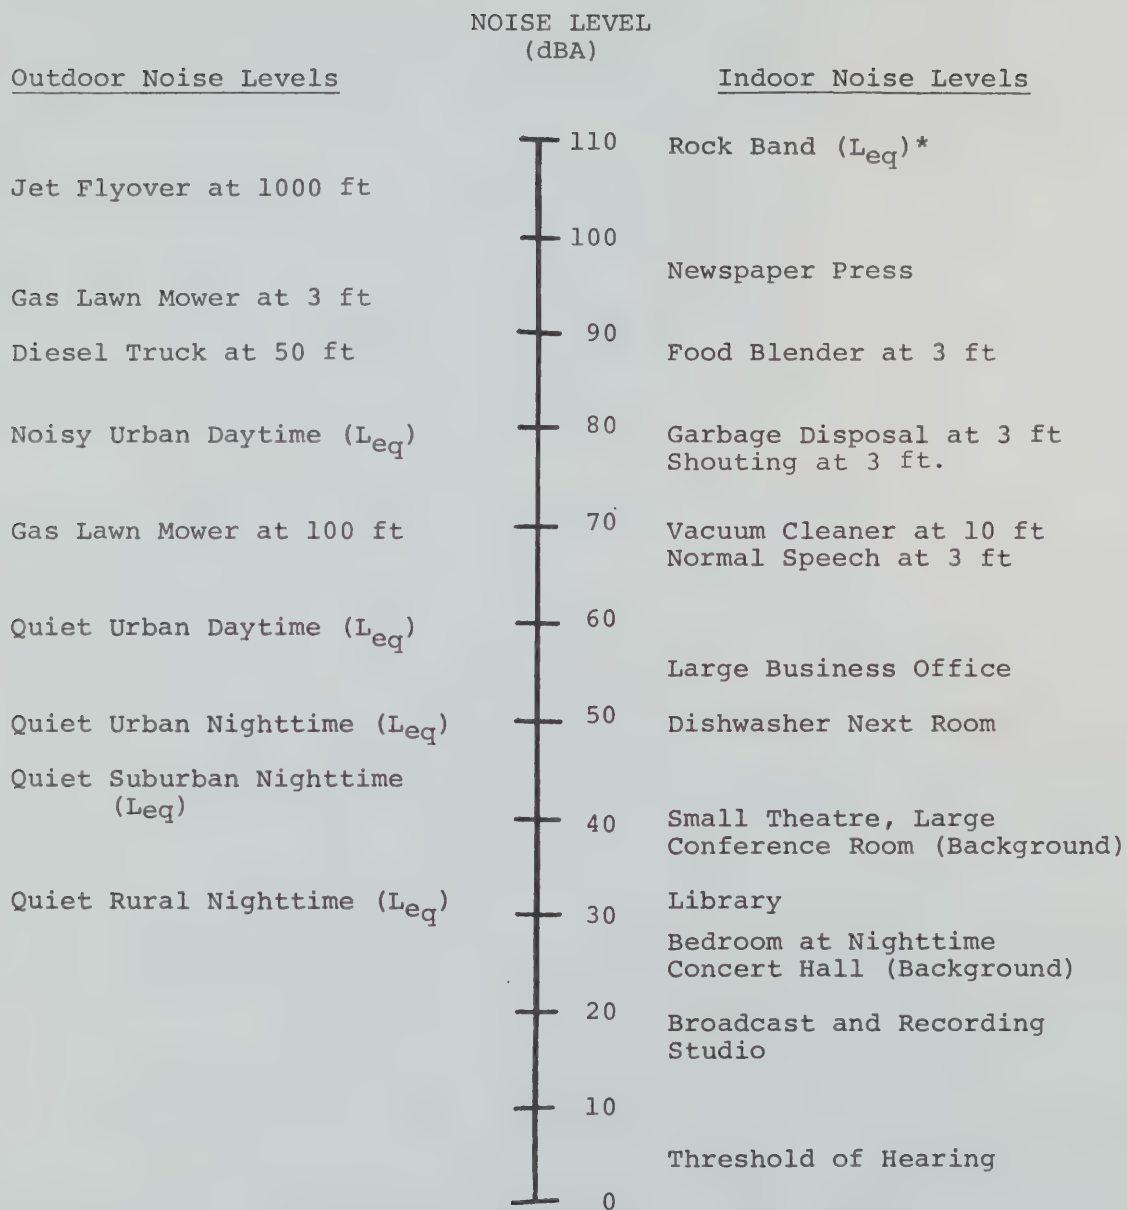 NOISE LEVEL
(dBA)
Outdoor Noise Levels
Indoor Noise Levels
110
Rock Band (Leq)*
Jet Flyover at 1000 ft
100
Newspaper Press
Gas Lawn Mower at 3 ft
90
Diesel Truck at 50 ft
Food Blender at 3 ft
80
Noisy Urban Daytime (Leq)
Garbage Disposal at 3 ft
Shouting at 3 ft.
70
Gas Lawn Mower at 100 ft
Vacuum Cleaner at 10 ft
Normal Speech at 3 ft
60
Quiet Urban Daytime (Leq)
Large Business Office
50
Quiet Urban Nighttime (Leq)
Dishwasher Next Room
Quiet Suburban Nighttime
(Leq)
40
Small Theatre, Large
Conference Room (Background)
Quiet Rural Nighttime (Leq)
Library
30
Bedroom at Nighttime
Concert Hall (Background)
20
Broadcast and Recording
Studio
10
Threshold of Hearing
0